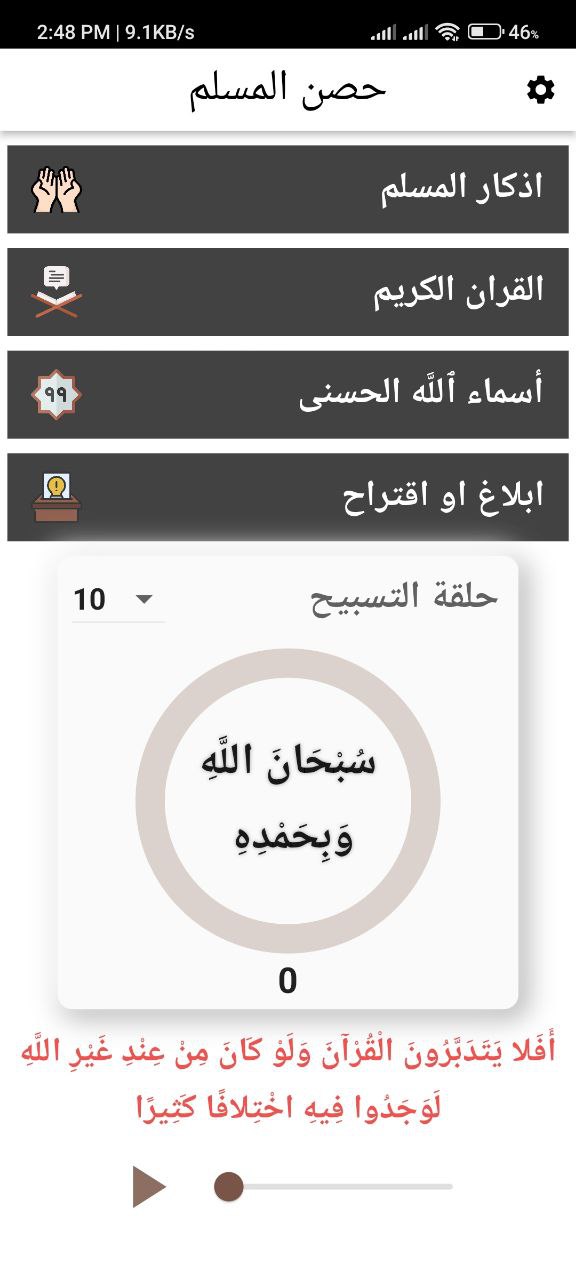 2:48 PM | 9.1KB/s 46%
حصن المسلم
اذكار المسلم
القران الكريم
٩٩
أسماء ٱللَّه الحسنى
ابلاغ او اقتراح
حلقة التسبيح
10
سُبْحَانَ اللَّهِ
وَبِحَمْدِهِ
0
أَفَلا يَتَدَبَّرُونَ الْقُرْآنَ وَلَوْ كَانَ مِنْ عِنْدِ غَيْرِ اللَّهِ
لَوَجَدُوا فِيهِ اخْتِلافًا كَثِيرًا